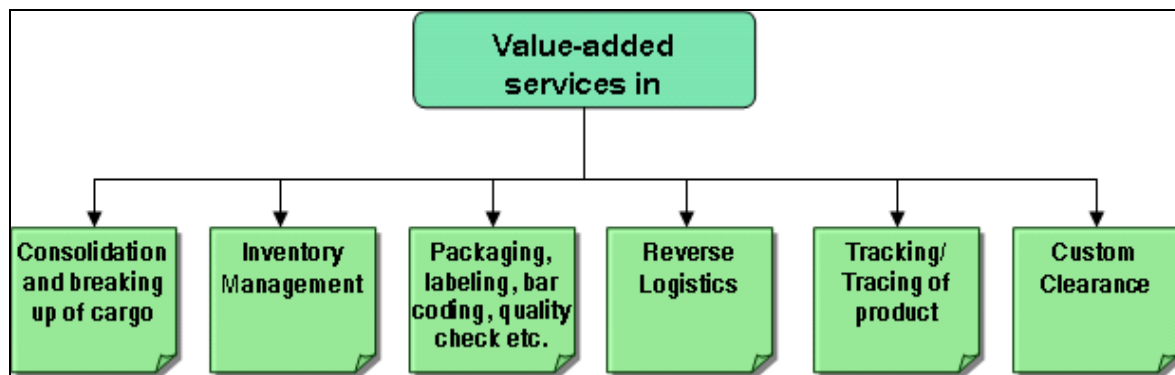 Value-added
services in
Consolidation
and breaking
up of cargo
Inventory
Management
Packaging,
labeling, bar
coding, quality
check etc.
Reverse
Logistics
Tracking/
Tracing of
product
Custom
Clearance